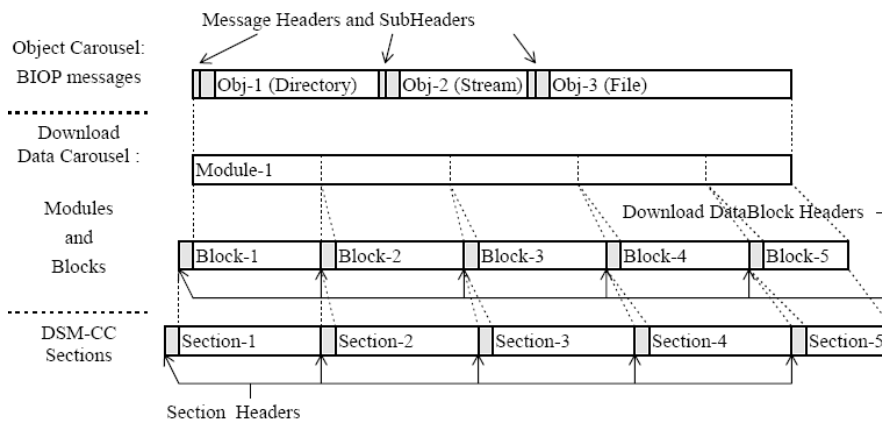 Message Headers and SubHeaders
Object Carousel:
BIOP messages
Obj-1 (Directory)
Obj-2 (Stream)
Obj-3 (File)
Download
Data Carousel :
Module-1
Modules
and
Blocks
Download DataBlock Headers
Block-1
Block-2
Block-3
Block-4
Block-5
DSM-CC
Sections
Section-1
Section-2
Section-3
Section-4
Section-5
Section Headers